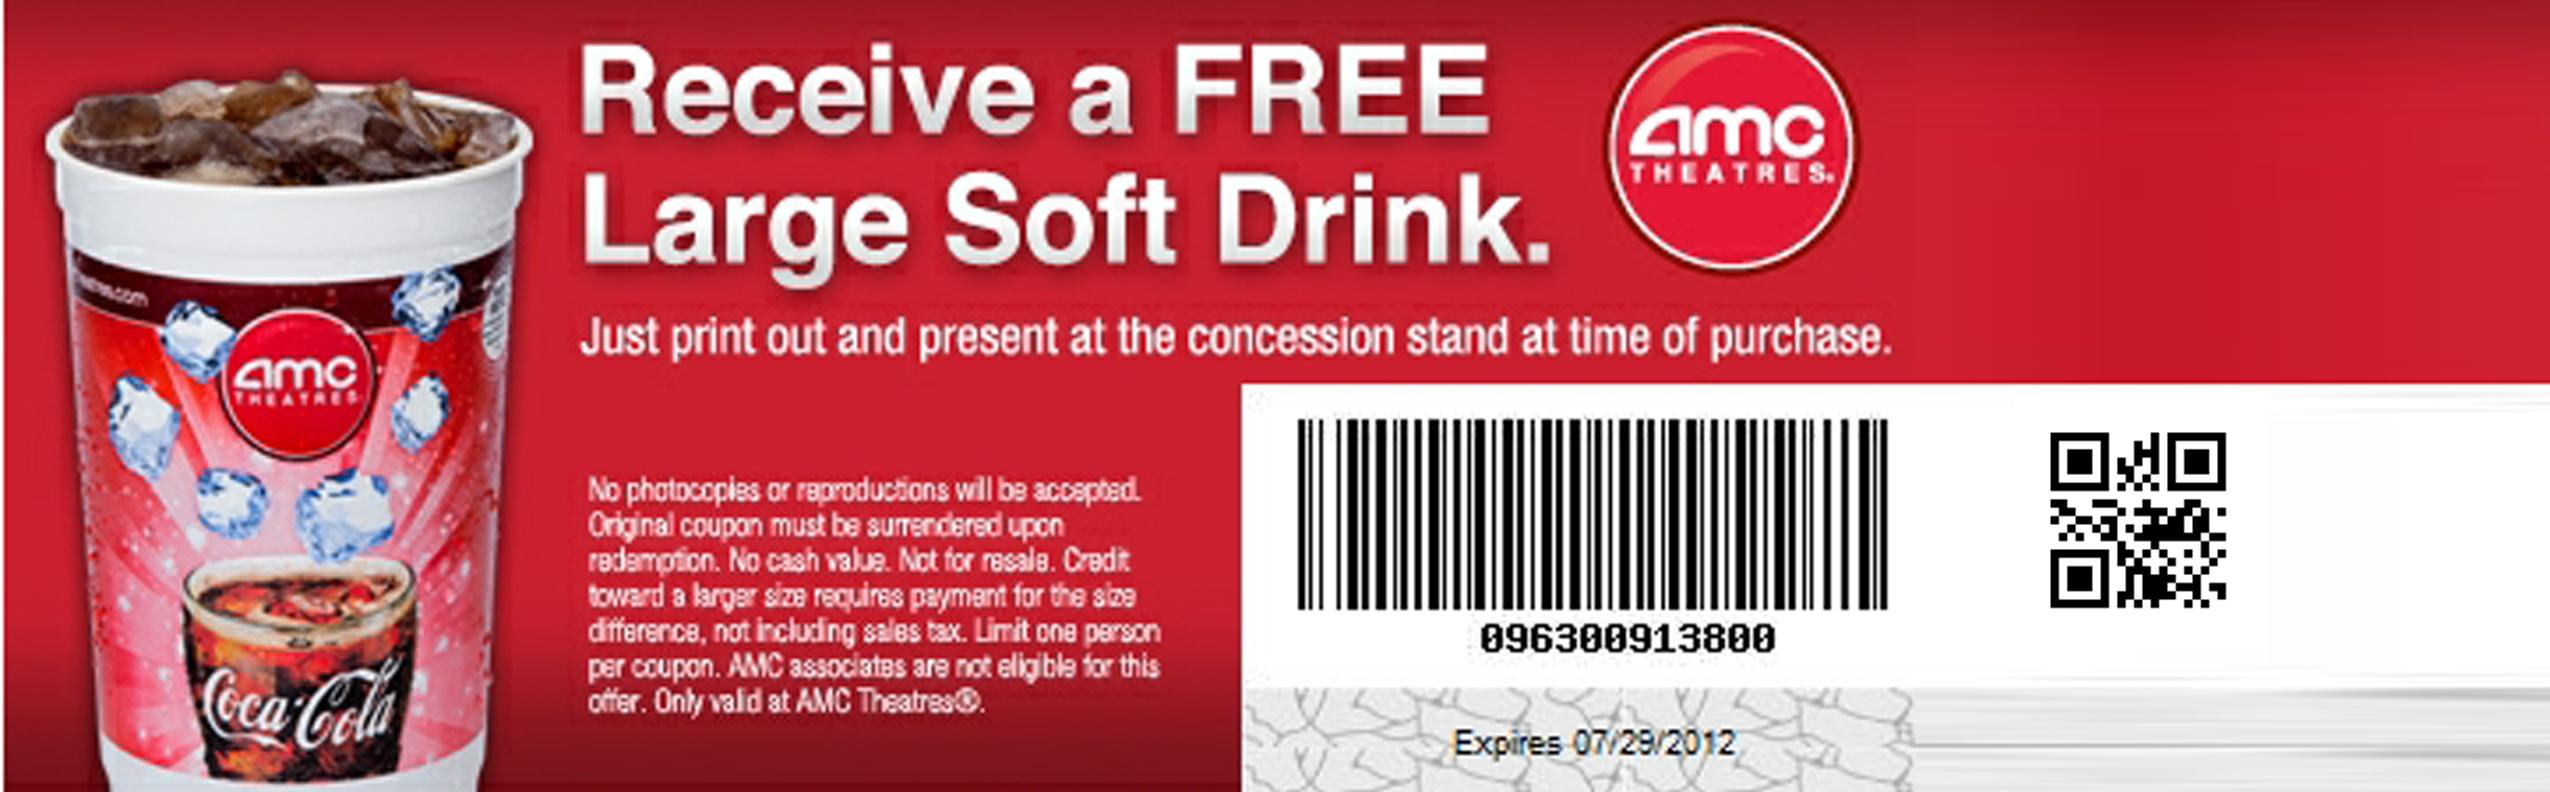 Receive a FREE
Large Soft Drink.
amc
THEATRES.
Just print out and present at the concession stand at time of purchase.
amc
THEATRES
Coca-Cola
No photocopies or reproductions will be accepted.
Original coupon must be surrendered upon
redemption. No cash value. Not for resale. Credit
toward a larger size requires payment for the size
difference, not including sales tax. Limit one person
per coupon. AMC associates are not eligible for this
offer. Only valid at AMC Theatres®.
096300913800
Expires 07/29/2012